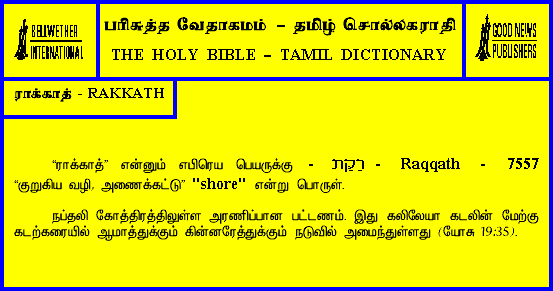 BELLWETHER
INTERNATIONAL
பரிசுத்த வேதாகமம் – தமிழ் சொல்லகராதி
THE HOLY BIBLE – TAMIL DICTIONARY
GOOD NEWS
PUBLISHERS
ராக்காத் - RAKKATH
“ராக்காத்” என்னும் எபிரெய பெயருக்கு - רַקַּת - Raqqath - 7557
“குறுகிய வழி, அணைக்கட்டு” "shore" என்று பொருள்.
நப்தலி கோத்திரத்திலுள்ள அரணிப்பான பட்டணம். இது கலிலேயா கடலின் மேற்கு
கடற்கரையில் ஆமாத்துக்கும் கின்னரேத்துக்கும் நடுவில் அமைந்துள்ளது (யோசு 19:35).